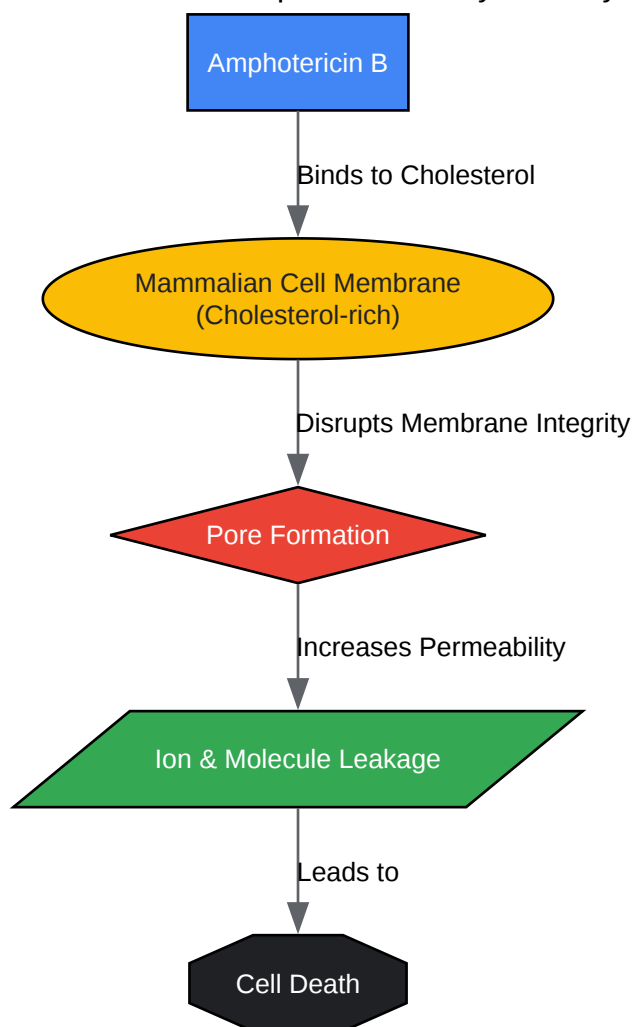 Amphotericin B
Binds to Cholesterol
Mammalian Cell Membrane
(Cholesterol-rich)
Disrupts Membrane Integrity
Pore Formation
Increases Permeability
Ion & Molecule Leakage
Leads to
Cell Death